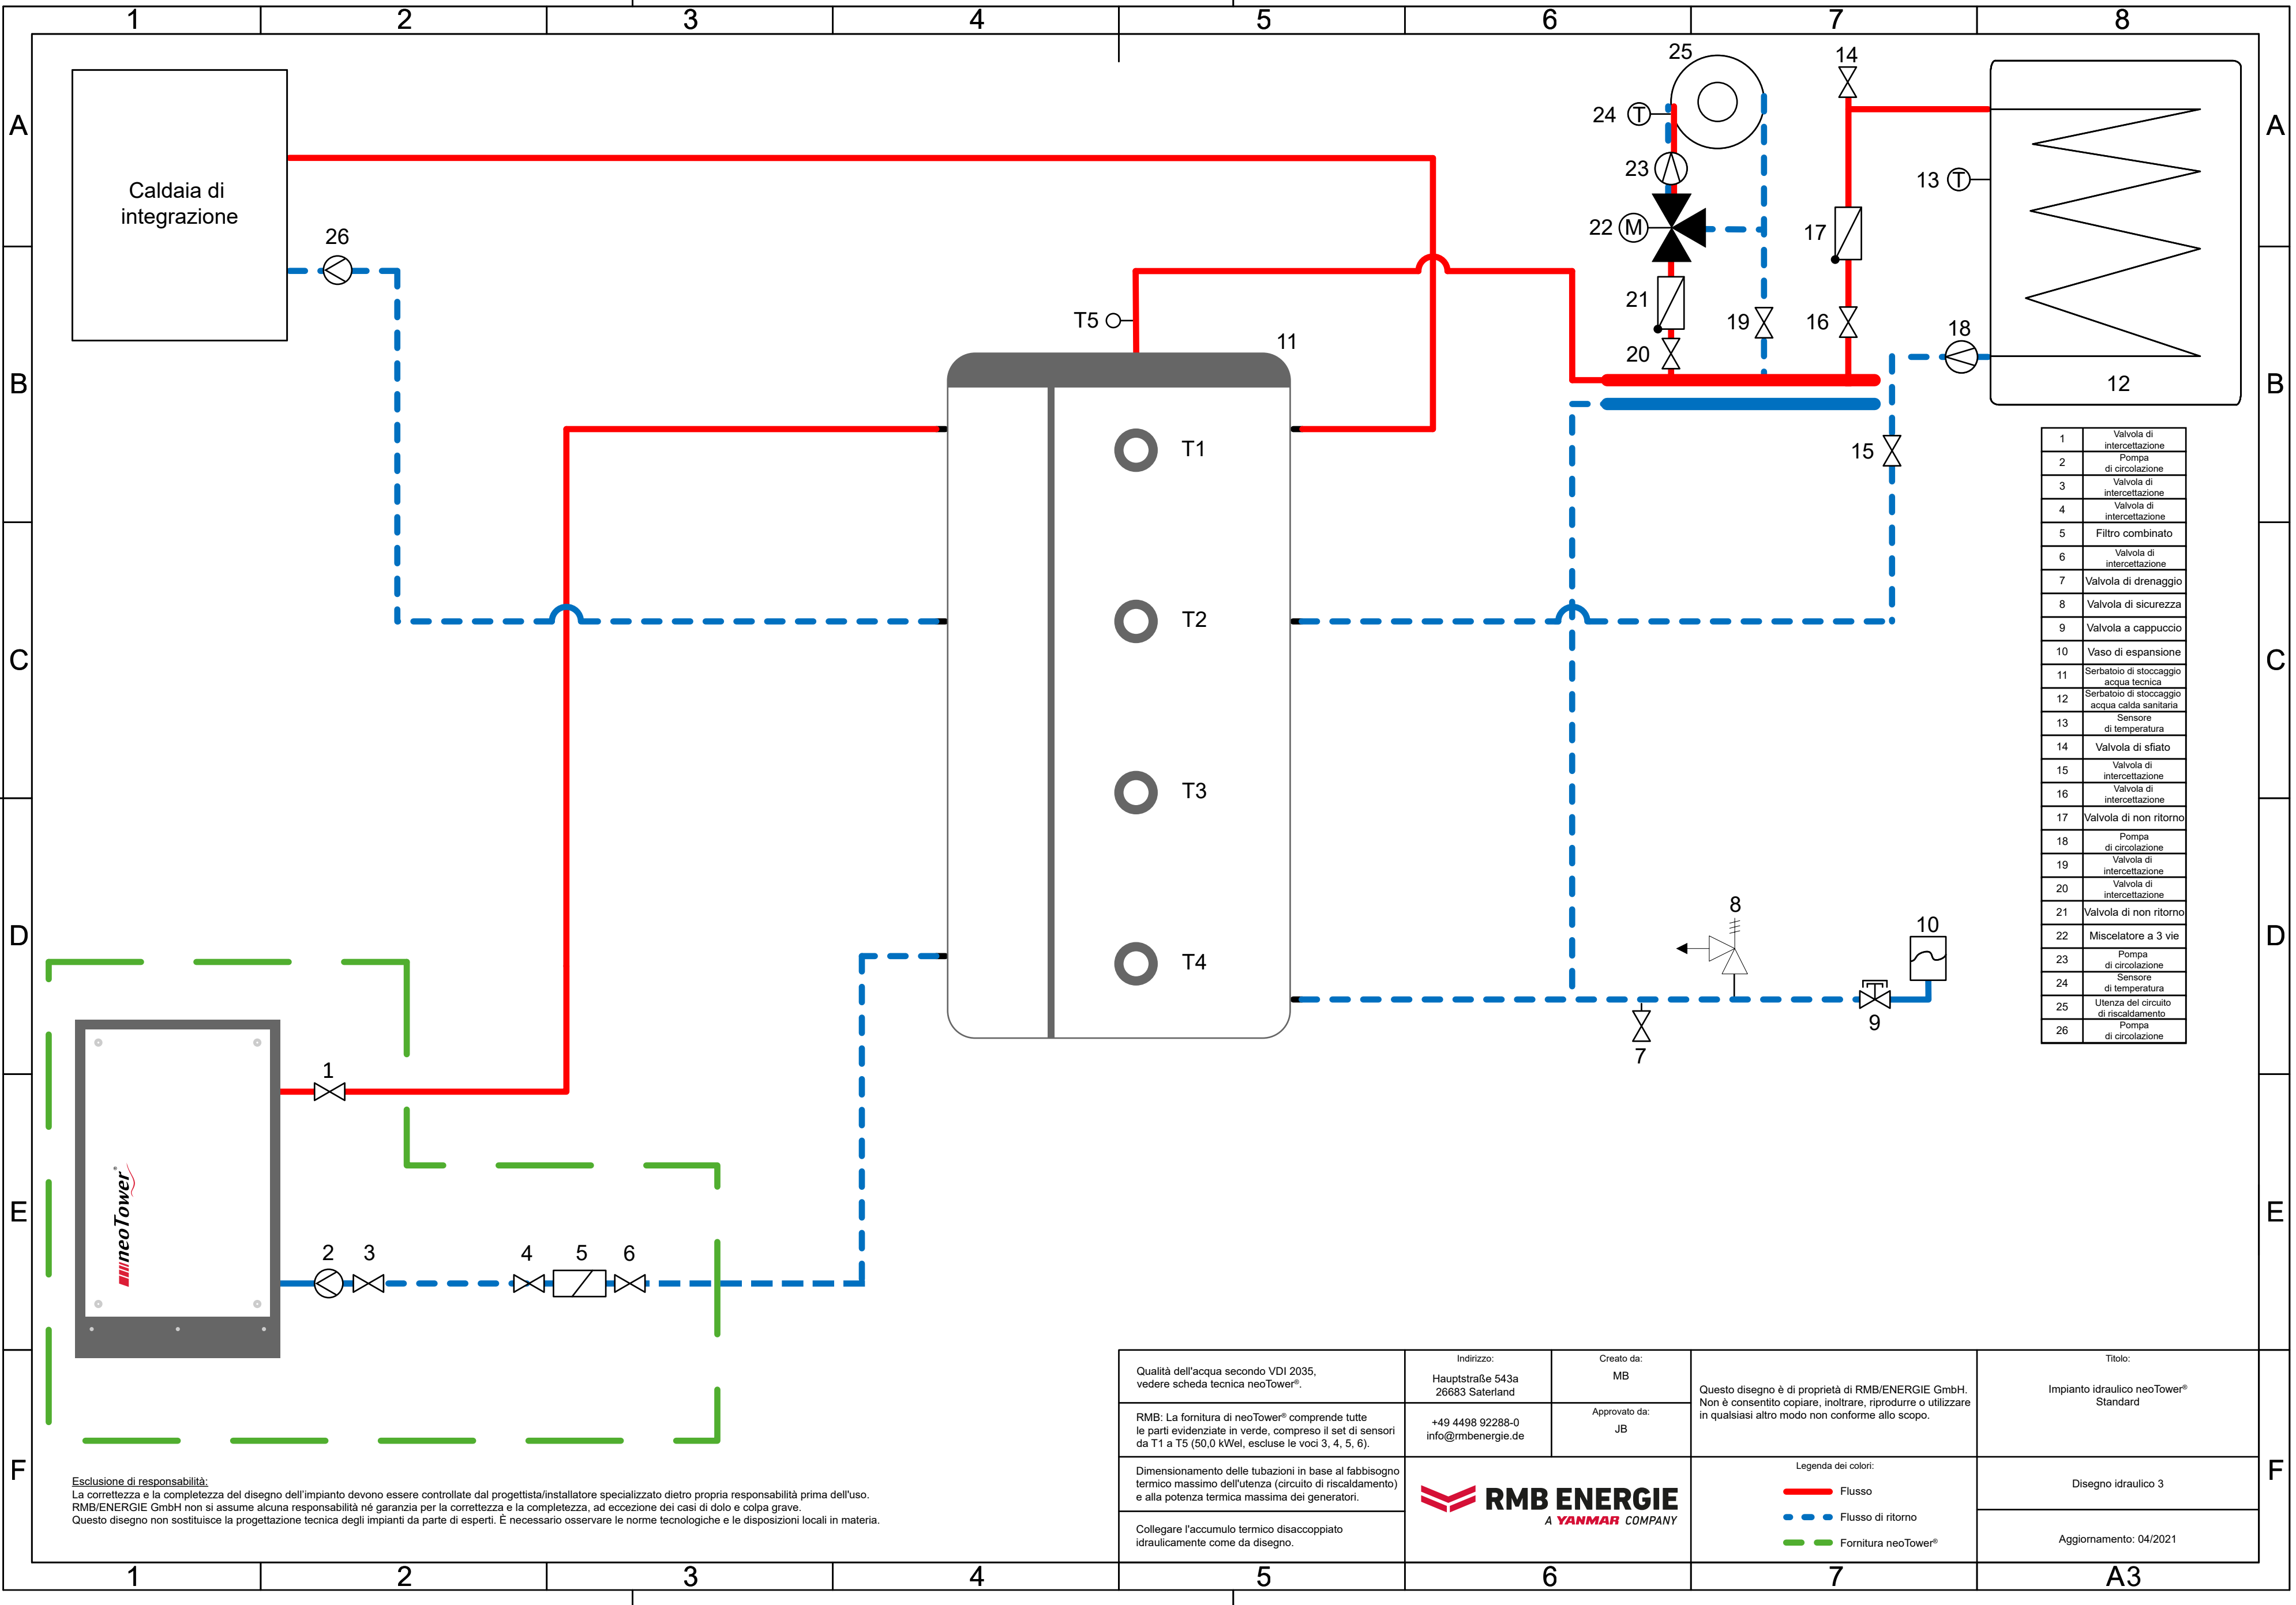 1 2 3 4 5 6 7 8
A
B
C
D
E
F
A
B
C
D
E
F
Caldaia di
integrazione
26
25
24 T
23
22 M
21
20
19
14
17
16
13 T
18
12
15
T5
11
T1
T2
T3
T4
8
10
7
9
1
neoTower®
2 3 4 5 6
1 Valvola di
intercettazione
2 Pompa
di circolazione
3 Valvola di
intercettazione
4 Valvola di
intercettazione
5 Filtro combinato
6 Valvola di
intercettazione
7 Valvola di drenaggio
8 Valvola di sicurezza
9 Valvola a cappuccio
10 Vaso di espansione
11 Serbatoio di stoccaggio
acqua tecnica
12 Serbatoio di stoccaggio
acqua calda sanitaria
13 Sensore
di temperatura
14 Valvola di sfiato
15 Valvola di
intercettazione
16 Valvola di
intercettazione
17 Valvola di non ritorno
18 Pompa
di circolazione
19 Valvola di
intercettazione
20 Valvola di
intercettazione
21 Valvola di non ritorno
22 Miscelatore a 3 vie
23 Pompa
di circolazione
24 Sensore
di temperatura
25 Utenza del circuito
di riscaldamento
26 Pompa
di circolazione
Esclusione di responsabilità:
La correttezza e la completezza del disegno dell'impianto devono essere controllate dal progettista/installatore specializzato dietro propria responsabilità prima dell'uso.
RMB/ENERGIE GmbH non si assume alcuna responsabilità né garanzia per la correttezza e la completezza, ad eccezione dei casi di dolo e colpa grave.
Questo disegno non sostituisce la progettazione tecnica degli impianti da parte di esperti. È necessario osservare le norme tecnologiche e le disposizioni locali in materia.
Qualità dell'acqua secondo VDI 2035,
vedere scheda tecnica neoTower®.
RMB: La fornitura di neoTower® comprende tutte
le parti evidenziate in verde, compreso il set di sensori
da T1 a T5 (50,0 kWel, escluse le voci 3, 4, 5, 6).
Dimensionamento delle tubazioni in base al fabbisogno
termico massimo dell'utenza (circuito di riscaldamento)
e alla potenza termica massima dei generatori.
Collegare l'accumulo termico disaccoppiato
idraulicamente come da disegno.
Indirizzo:
Hauptstraße 543a
26683 Saterland
+49 4498 92288-0
info@rmbenergie.de
Creato da:
MB
Approvato da:
JB
RMB ENERGIE
A YANMAR COMPANY
Questo disegno è di proprietà di RMB/ENERGIE GmbH.
Non è consentito copiare, inoltrare, riprodurre o utilizzare
in qualsiasi altro modo non conforme allo scopo.
Legenda dei colori:
Flusso
Flusso di ritorno
Fornitura neoTower®
Titolo:
Impianto idraulico neoTower®
Standard
Disegno idraulico 3
Aggiornamento: 04/2021
1 2 3 4 5 6 7 A3